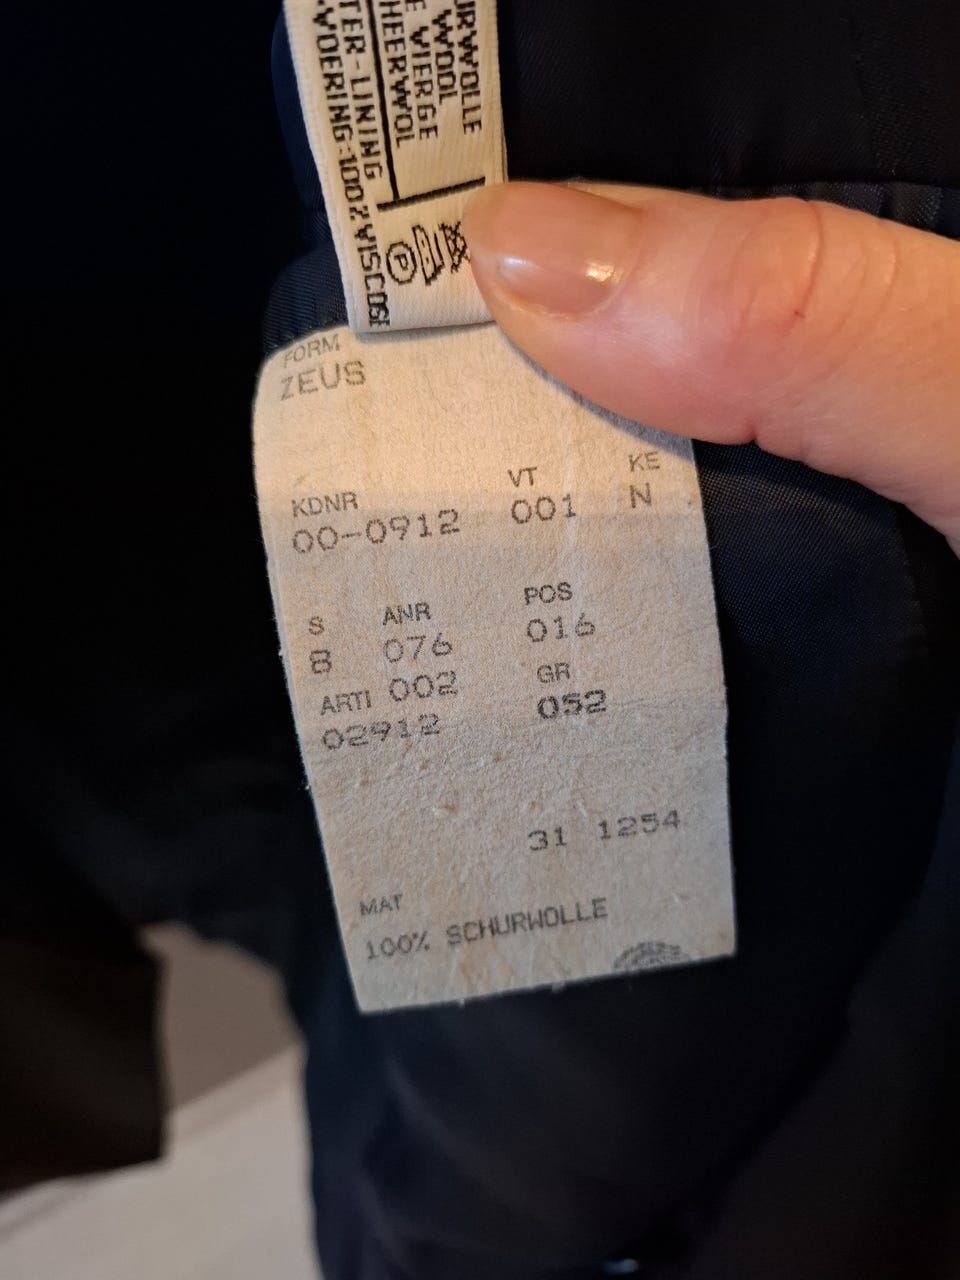 URWOLLE
WOOL
E VIERGE
HEERWOL
TER-LINING
VOERING:100%VISCOSE
P
FORM
ZEUS
KDNR VT KE
00-0912 001 N
S ANR POS
8 076 016
ARTI 002 GR
02912 052
31 1254
MAT
100% SCHURWOLLE